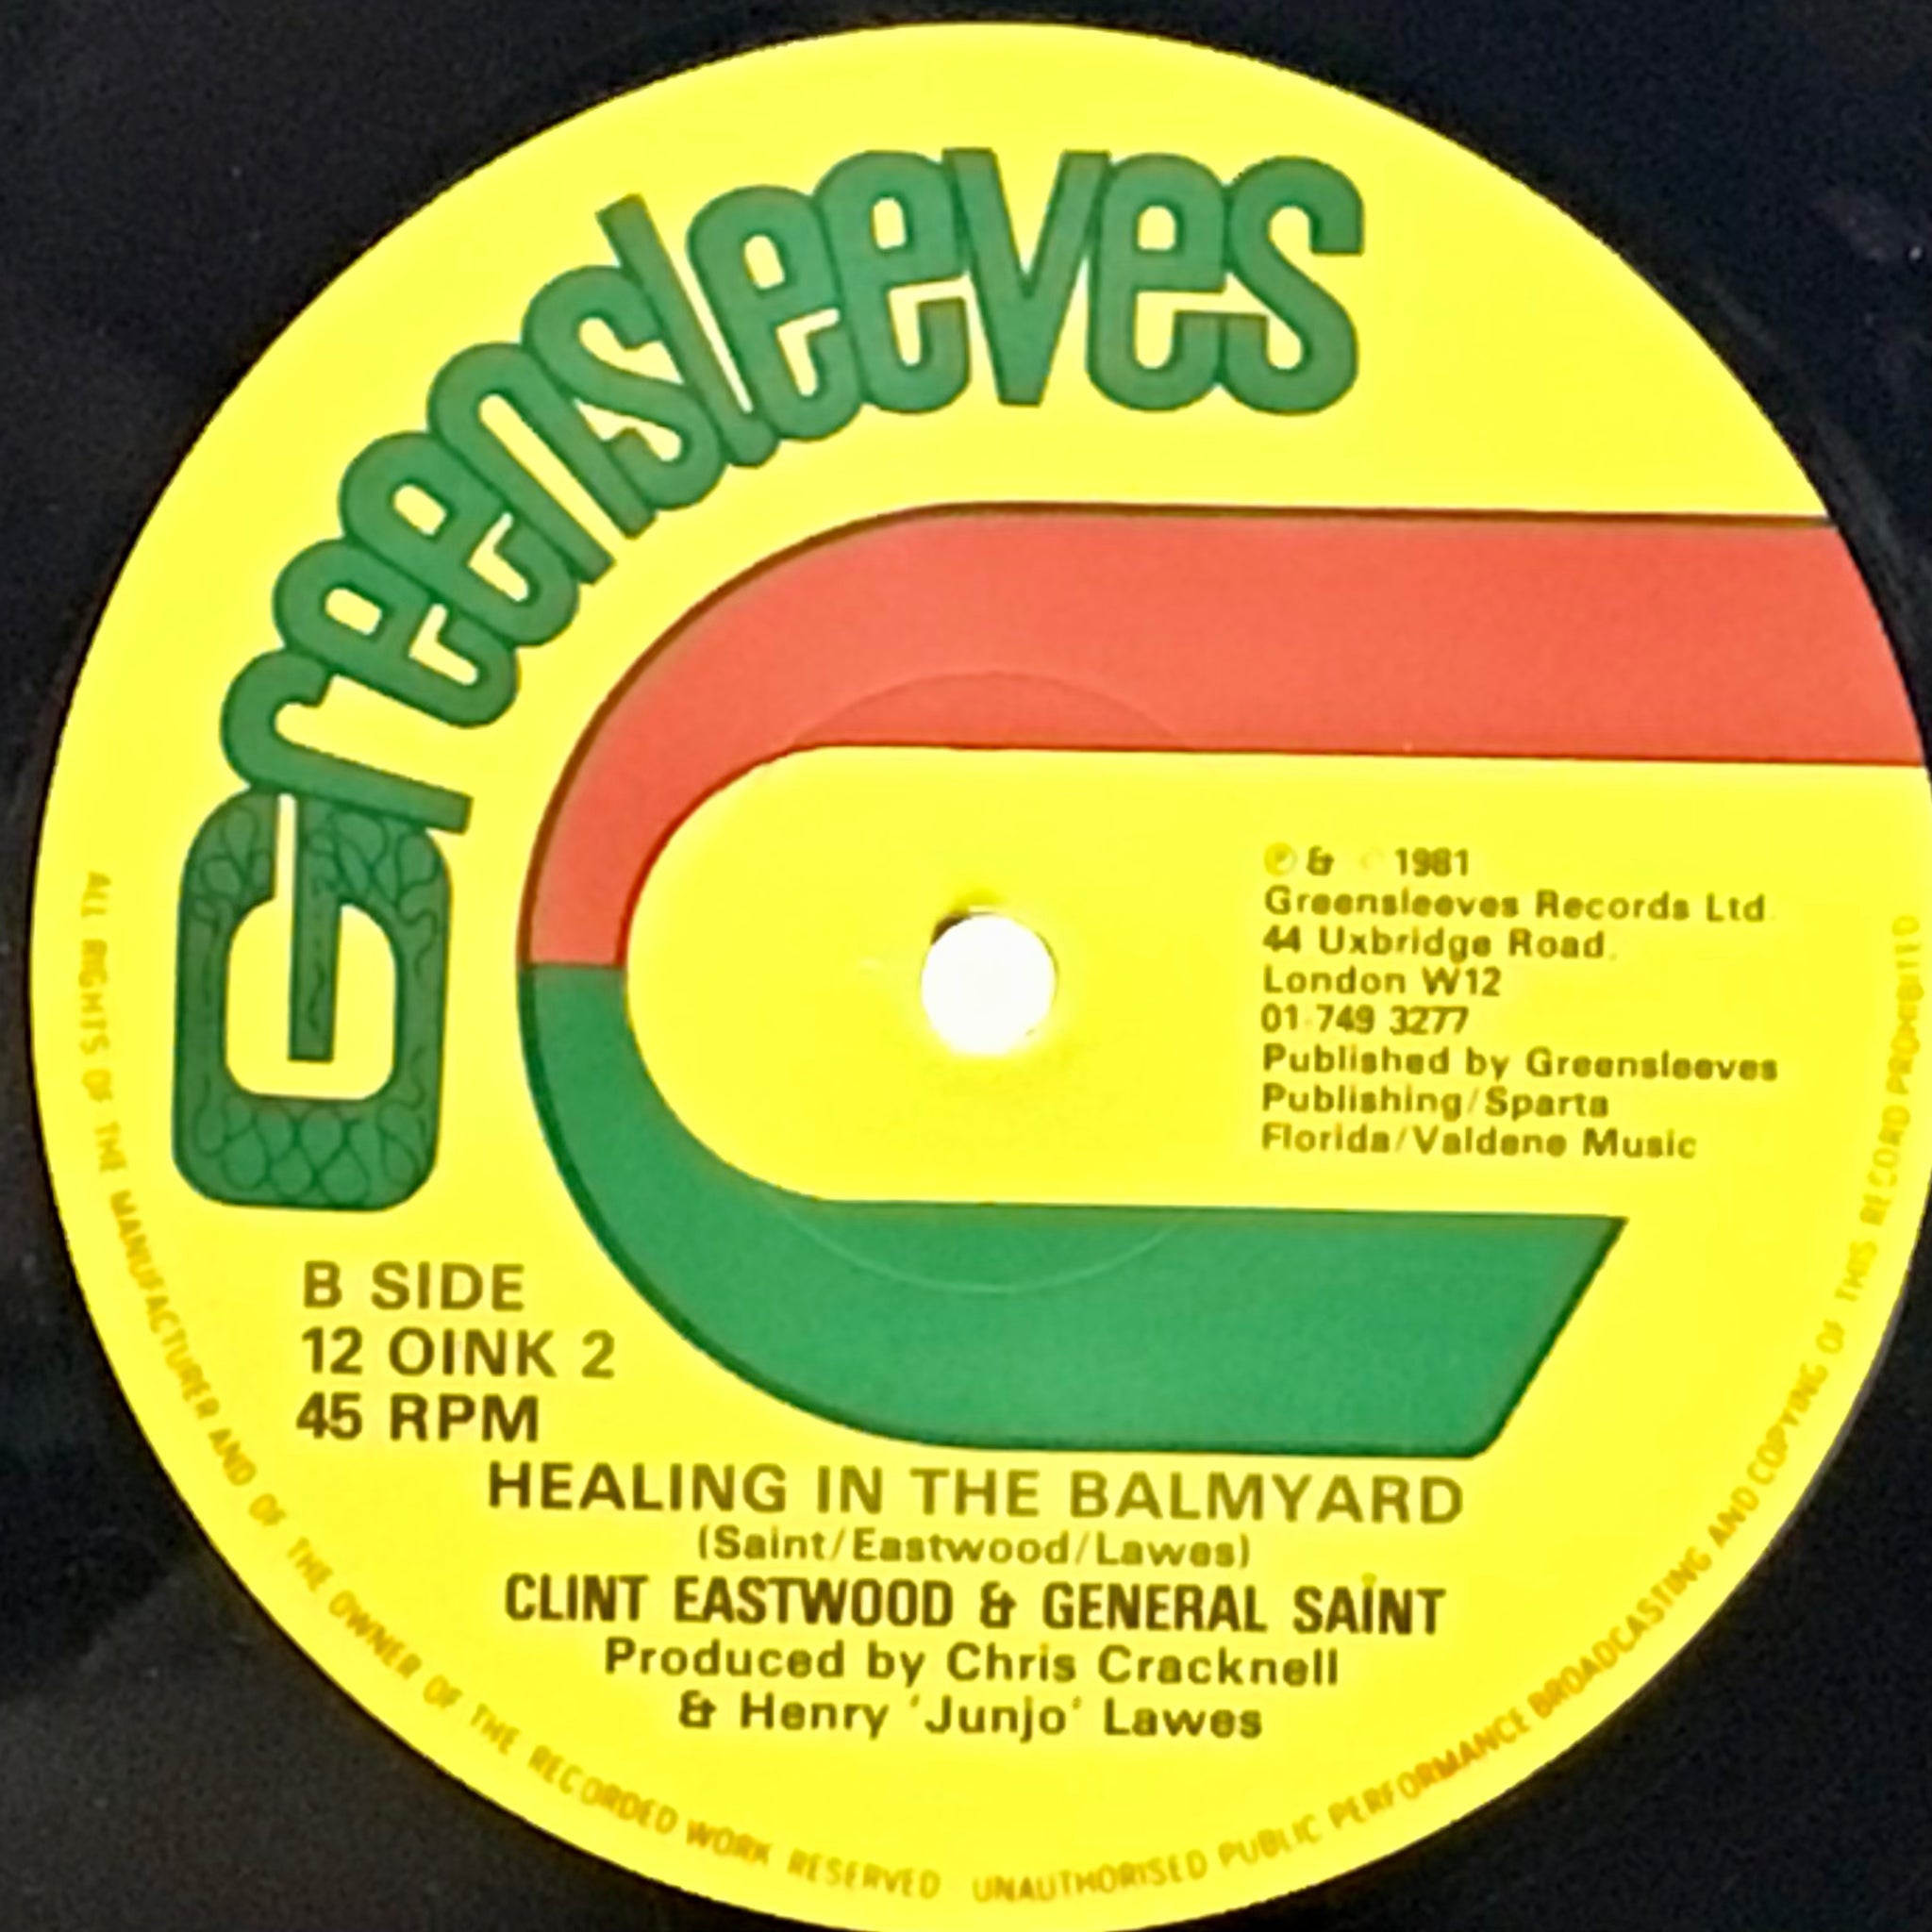 Greensleeves
℗ & © 1981
Greensleeves Records Ltd
44 Uxbridge Road.
London W12
01 749 3277
Published by Greensleeves
Publishing/Sparta
Florida/Valdene Music
B SIDE
12 OINK 2
45 RPM
HEALING IN THE BALMYARD
(Saint/Eastwood/Lawes)
CLINT EASTWOOD & GENERAL SAINT
Produced by Chris Cracknell
& Henry 'Junjo' Lawes
ALL RIGHTS OF THE MANUFACTURER AND OF THE OWNER OF THE RECORDED WORK RESERVED UNAUTHORISED PUBLIC PERFORMANCE BROADCASTING AND COPYING OF THIS RECORD PROHIBITED